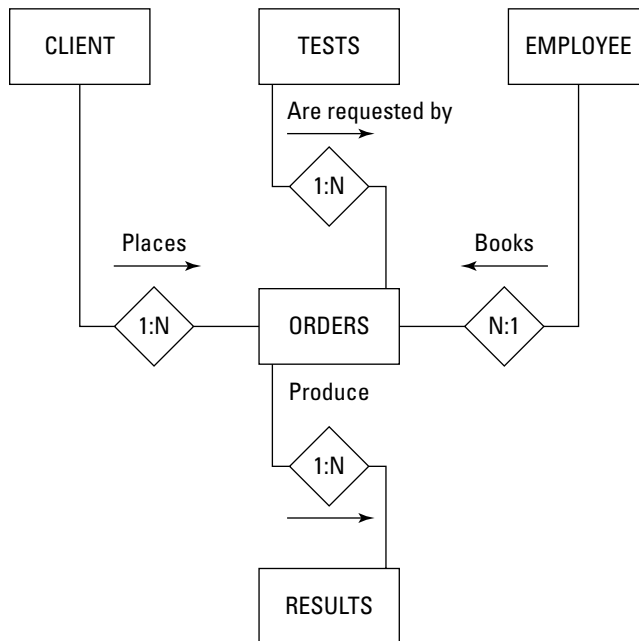 CLIENT
TESTS
EMPLOYEE
Are requested by
1:N
Places
Books
1:N
ORDERS
N:1
Produce
1:N
RESULTS